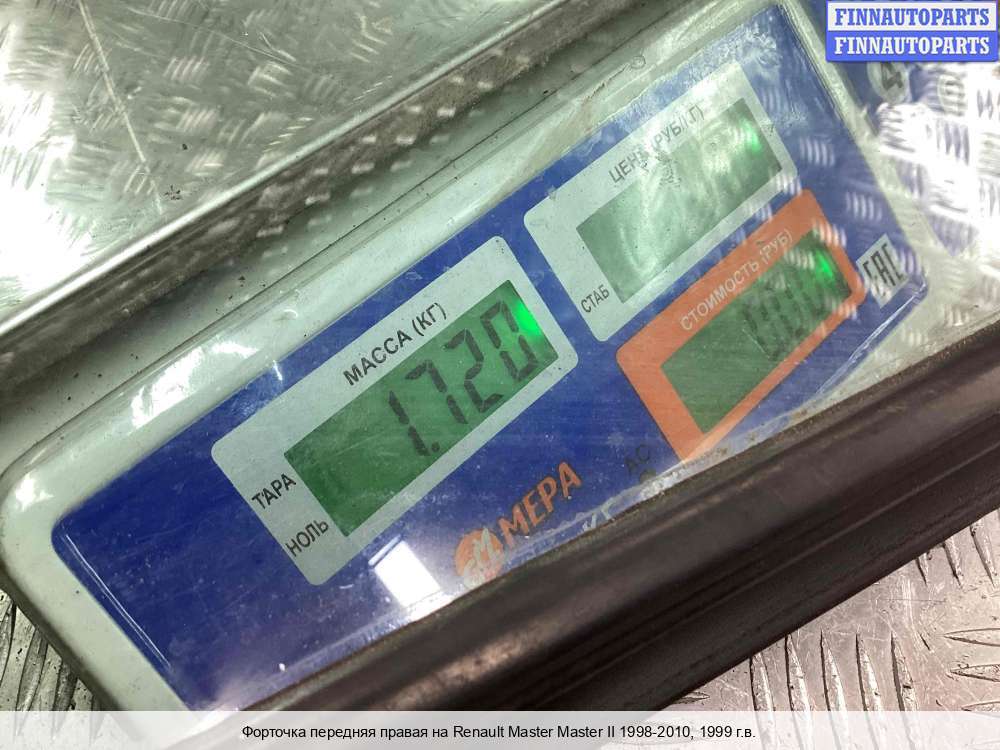 FINNAUTOPARTS
FINNAUTOPARTS
ЦЕНА (РУБ/КГ)
СТАБ
СТОИМОСТЬ (РУБ)
EAC
МАССА (КГ)
1.720
ТАРА
НОЛЬ
МЕРА
Форточка передняя правая на Renault Master Master II 1998-2010, 1999 г.в.